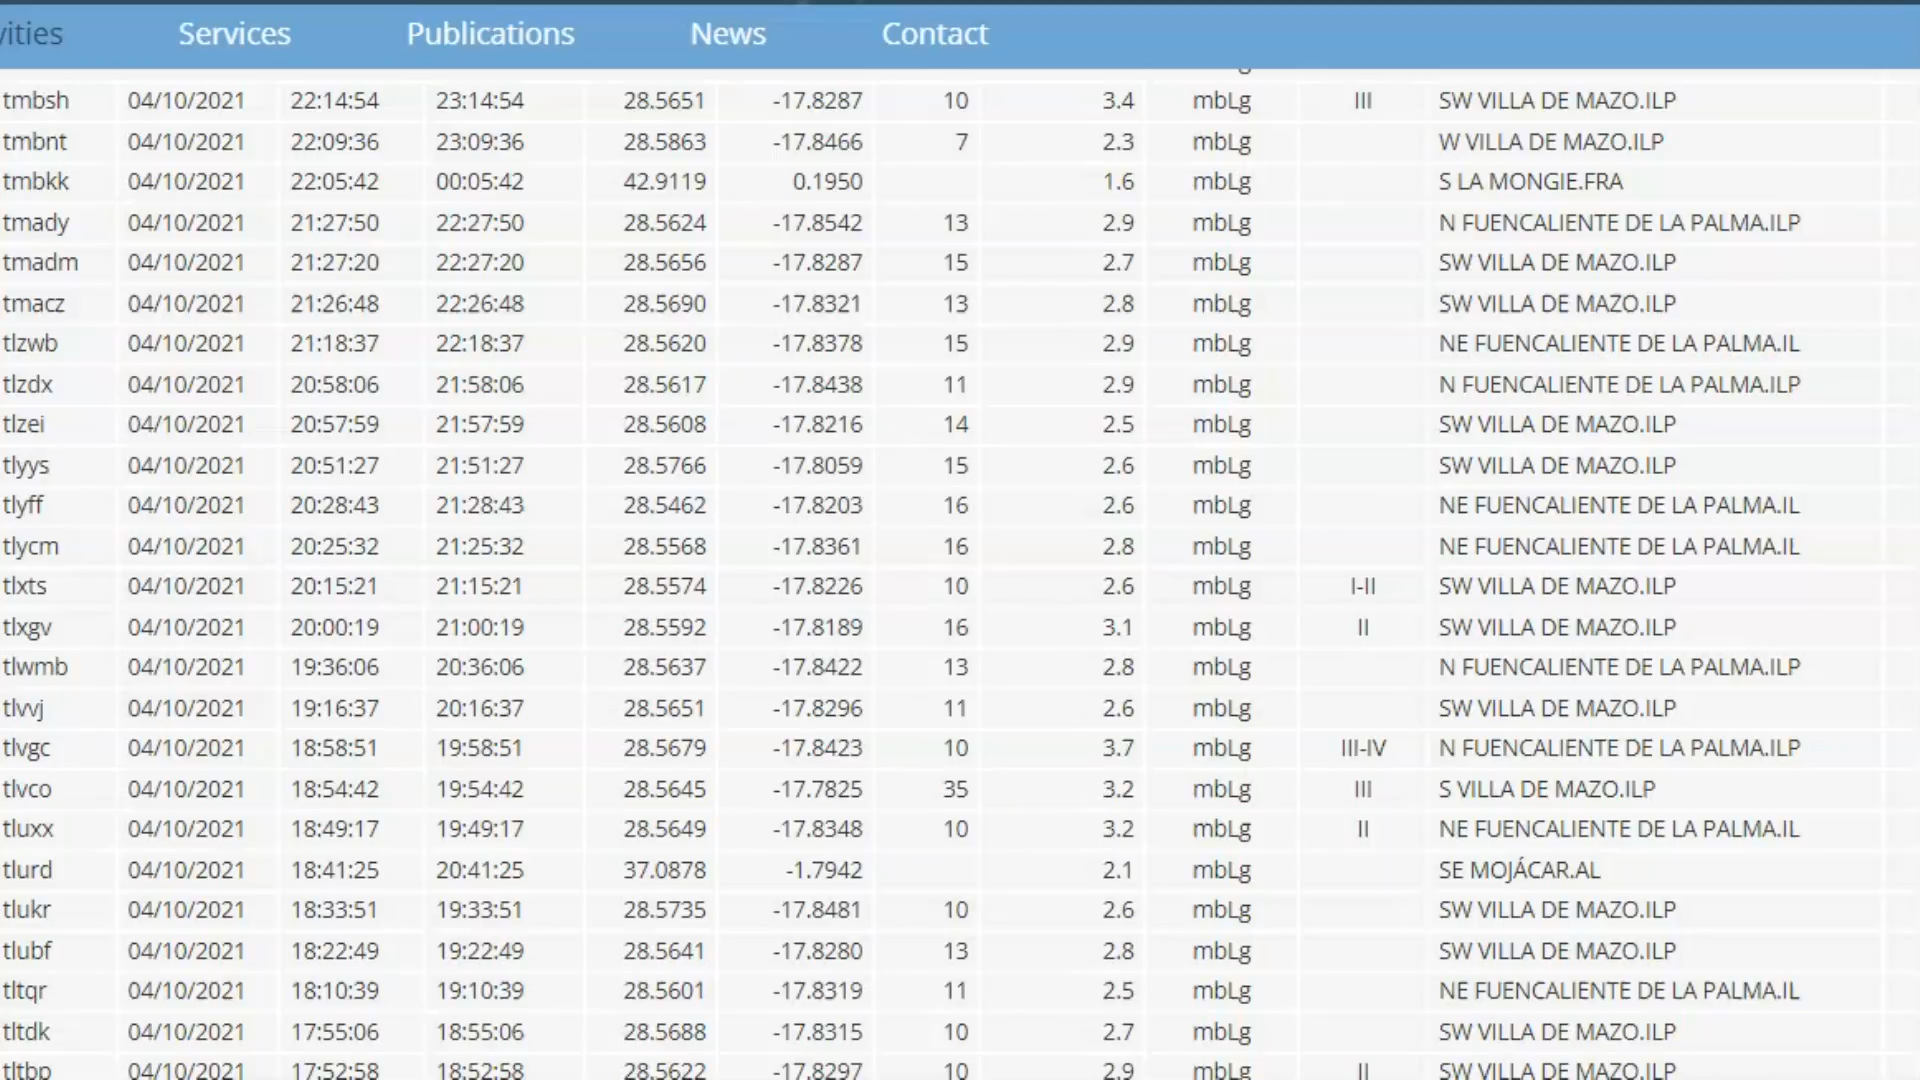 vities Services Publications News Contact
tmbsh 04/10/2021 22:14:54 23:14:54 28.5651 -17.8287 10 3.4 mbLg III SW VILLA DE MAZO.ILP
tmbnt 04/10/2021 22:09:36 23:09:36 28.5863 -17.8466 7 2.3 mbLg W VILLA DE MAZO.ILP
tmbkk 04/10/2021 22:05:42 00:05:42 42.9119 0.1950 1.6 mbLg S LA MONGIE.FRA
tmady 04/10/2021 21:27:50 22:27:50 28.5624 -17.8542 13 2.9 mbLg N FUENCALIENTE DE LA PALMA.ILP
tmadm 04/10/2021 21:27:20 22:27:20 28.5656 -17.8287 15 2.7 mbLg SW VILLA DE MAZO.ILP
tmacz 04/10/2021 21:26:48 22:26:48 28.5690 -17.8321 13 2.8 mbLg SW VILLA DE MAZO.ILP
tlzwb 04/10/2021 21:18:37 22:18:37 28.5620 -17.8378 15 2.9 mbLg NE FUENCALIENTE DE LA PALMA.IL
tlzdx 04/10/2021 20:58:06 21:58:06 28.5617 -17.8438 11 2.9 mbLg N FUENCALIENTE DE LA PALMA.ILP
tlzei 04/10/2021 20:57:59 21:57:59 28.5608 -17.8216 14 2.5 mbLg SW VILLA DE MAZO.ILP
tlyys 04/10/2021 20:51:27 21:51:27 28.5766 -17.8059 15 2.6 mbLg SW VILLA DE MAZO.ILP
tlyff 04/10/2021 20:28:43 21:28:43 28.5462 -17.8203 16 2.6 mbLg NE FUENCALIENTE DE LA PALMA.IL
tlycm 04/10/2021 20:25:32 21:25:32 28.5568 -17.8361 16 2.8 mbLg NE FUENCALIENTE DE LA PALMA.IL
tlxts 04/10/2021 20:15:21 21:15:21 28.5574 -17.8226 10 2.6 mbLg I-II SW VILLA DE MAZO.ILP
tlxgv 04/10/2021 20:00:19 21:00:19 28.5592 -17.8189 16 3.1 mbLg II SW VILLA DE MAZO.ILP
tlwmb 04/10/2021 19:36:06 20:36:06 28.5637 -17.8422 13 2.8 mbLg N FUENCALIENTE DE LA PALMA.ILP
tlvvj 04/10/2021 19:16:37 20:16:37 28.5651 -17.8296 11 2.6 mbLg SW VILLA DE MAZO.ILP
tlvgc 04/10/2021 18:58:51 19:58:51 28.5679 -17.8423 10 3.7 mbLg III-IV N FUENCALIENTE DE LA PALMA.ILP
tlvco 04/10/2021 18:54:42 19:54:42 28.5645 -17.7825 35 3.2 mbLg III S VILLA DE MAZO.ILP
tluxx 04/10/2021 18:49:17 19:49:17 28.5649 -17.8348 10 3.2 mbLg II NE FUENCALIENTE DE LA PALMA.IL
tlurd 04/10/2021 18:41:25 20:41:25 37.0878 -1.7942 2.1 mbLg SE MOJÁCAR.AL
tlukr 04/10/2021 18:33:51 19:33:51 28.5735 -17.8481 10 2.6 mbLg SW VILLA DE MAZO.ILP
tlubf 04/10/2021 18:22:49 19:22:49 28.5641 -17.8280 13 2.8 mbLg SW VILLA DE MAZO.ILP
tltqr 04/10/2021 18:10:39 19:10:39 28.5601 -17.8319 11 2.5 mbLg NE FUENCALIENTE DE LA PALMA.IL
tltdk 04/10/2021 17:55:06 18:55:06 28.5688 -17.8315 10 2.7 mbLg SW VILLA DE MAZO.ILP
tltbp 04/10/2021 17:52:58 18:52:58 28.5622 -17.8297 10 2.9 mbLg II SW VILLA DE MAZO.ILP